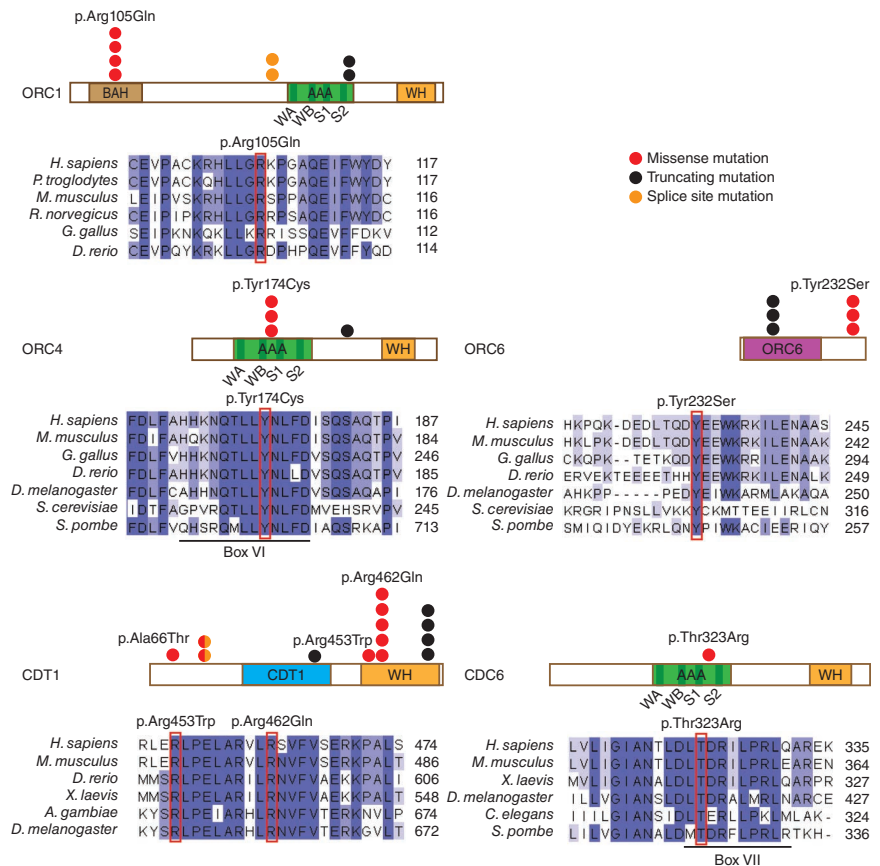 p.Arg105Gln
ORC1
BAH
AAA
WH
WA
WB
S1
S2
p.Arg105Gln
H. sapiens CEVPACKRHLLGRKPGAQEIFWYDY 117
P. troglodytes CEVPACKQHLLGRKPGAQEIFWYDY 117
M. musculus LEIPVSKRHLLGRSPPAQEIFWYDC 116
R. norvegicus CEIPIPKRHLLGRRPSAQEIFWYDC 116
G. gallus SEIPKNKQKLLKRRISSQEVFFDKV 112
D. rerio CEVPQYKRKLLGRDPHPQEVFFYQD 114
Missense mutation
Truncating mutation
Splice site mutation
p.Tyr174Cys
ORC4
AAA
WH
WA
WB
S1
S2
p.Tyr174Cys
H. sapiens FDLFAHHKNQTLLYNLFDISQSAQTPI 187
M. musculus FDIFAHQKNQTLLYNLFDISQSAQTPV 184
G. gallus FDLFVHHKNQTLLYNLFDISQSAQTPV 246
D. rerio FDLFAHHKNQTLLYNLLDVSQSAQTPV 185
D. melanogaster FDLFCAHHNQTLLYNLFDVSQSAQAPI 176
S. cerevisiae IDTFAGPVRQTLLYNLFDMVEHSRVPV 245
S. pombe FDLFVQHSRQMLLYNLFDIAQSRKAPI 713
Box VI
p.Tyr232Ser
ORC6
ORC6
p.Tyr232Ser
H. sapiens HKPQK-DEDLTQDYEEWKRKILENAAS 245
M. musculus HKLPK-DEDLTQDYEEWKRKILENAAK 242
G. gallus CKQPK-TETKQDYEEWKRRILENAAK 294
D. rerio ERVEKTEEEETHHYEEWKRKILENALK 249
D. melanogaster AHKPP-----PEDYEIWKARMLAKAQA 250
S. cerevisiae KRGRIPNSLLVKKYCKMTTEEIIRLCN 316
S. pombe SMIQIDYEKRLQNYPIWKACIEERIQY 257
p.Ala66Thr
p.Arg453Trp
p.Arg462Gln
CDT1
CDT1
WH
p.Arg453Trp
p.Arg462Gln
H. sapiens RLERLPELARVLRSVFVSERKPALS 474
M. musculus RLERLPELARILRNVFVSERKPALT 486
D. rerio MMSRLPELARILRNVFVAEKKPALI 606
X. laevis MMSRLPELARILRNVFVAEKKPALT 548
A. gambiae KYSRLPEIARHLRNVFVTERKNVLP 674
D. melanogaster KYSRLPELARHLRNVFVTERKGVLT 672
p.Thr323Arg
CDC6
AAA
WH
WA
WB
S1
S2
p.Thr323Arg
H. sapiens LVLIGIANTLDLTDRILPRLQAREK 335
M. musculus LVLIGIANTLDLTDRILPRLEAREN 364
X. laevis MVLIGIANALDLTDRILPRLQARPR 327
D. melanogaster ILLVGIANSLDLTDRALMRLNARCE 427
C. elegans -IIIGIANSIDLTERLLPKLMLAK- 324
S. pombe LILVGIANALDMTDRFLPRLRTKH- 336
Box VII